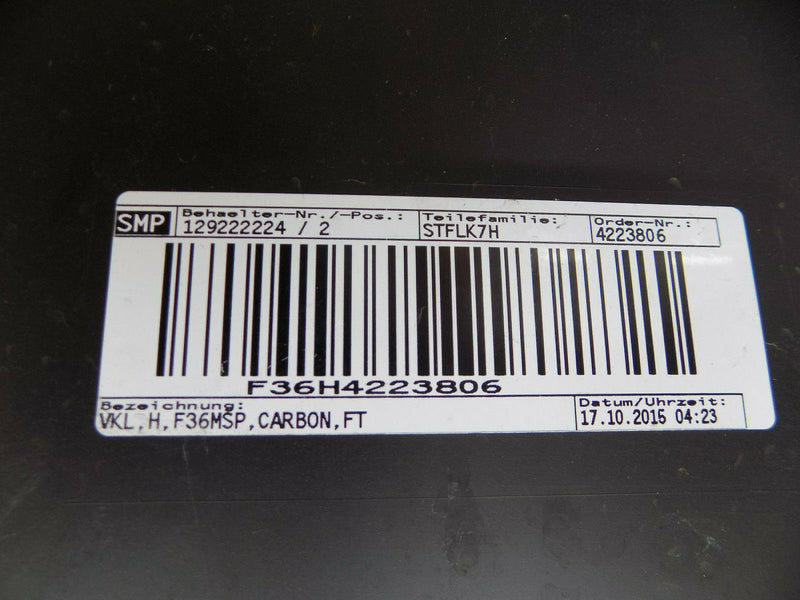 SMP Behaelter-Nr./-Pos.: Teilefamilie: Order-Nr.:
129222224 / 2 STFLK7H 4223806
F36H4223806
Bezeichnung: Datum/Uhrzeit:
VKL,H,F36MSP,CARBON,FT 17.10.2015 04:23